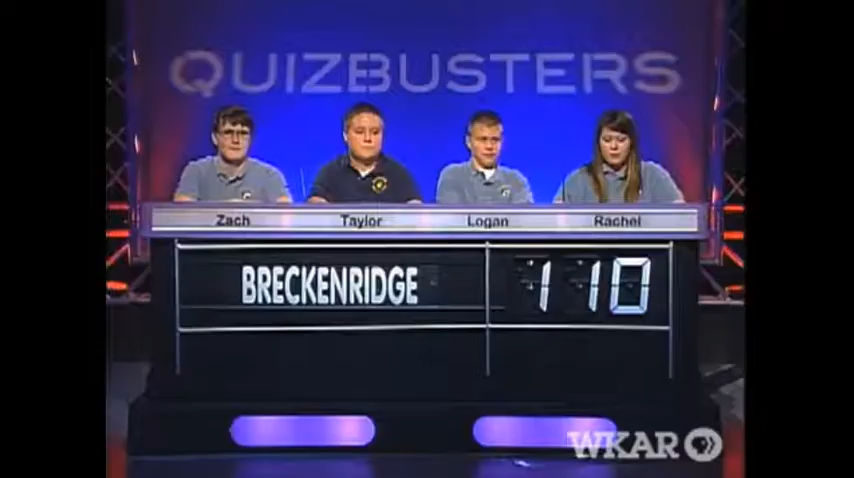 QUIZBUSTERS
Zach Taylor Logan Rachel
BRECKENRIDGE 110
WKAR